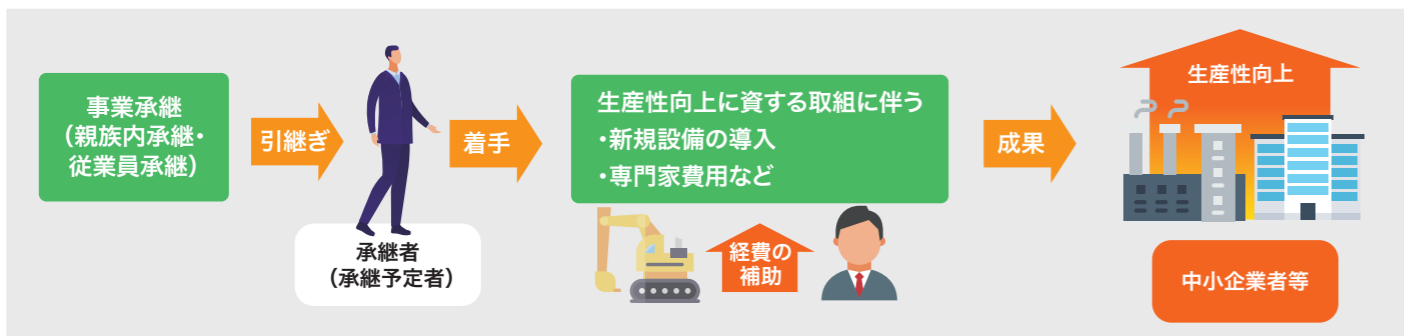 事業承継
（親族内承継・
従業員承継）
引継ぎ
承継者
（承継予定者）
着手
生産性向上に資する取組に伴う
・新規設備の導入
・専門家費用など
経費の
補助
成果
生産性向上
中小企業者等